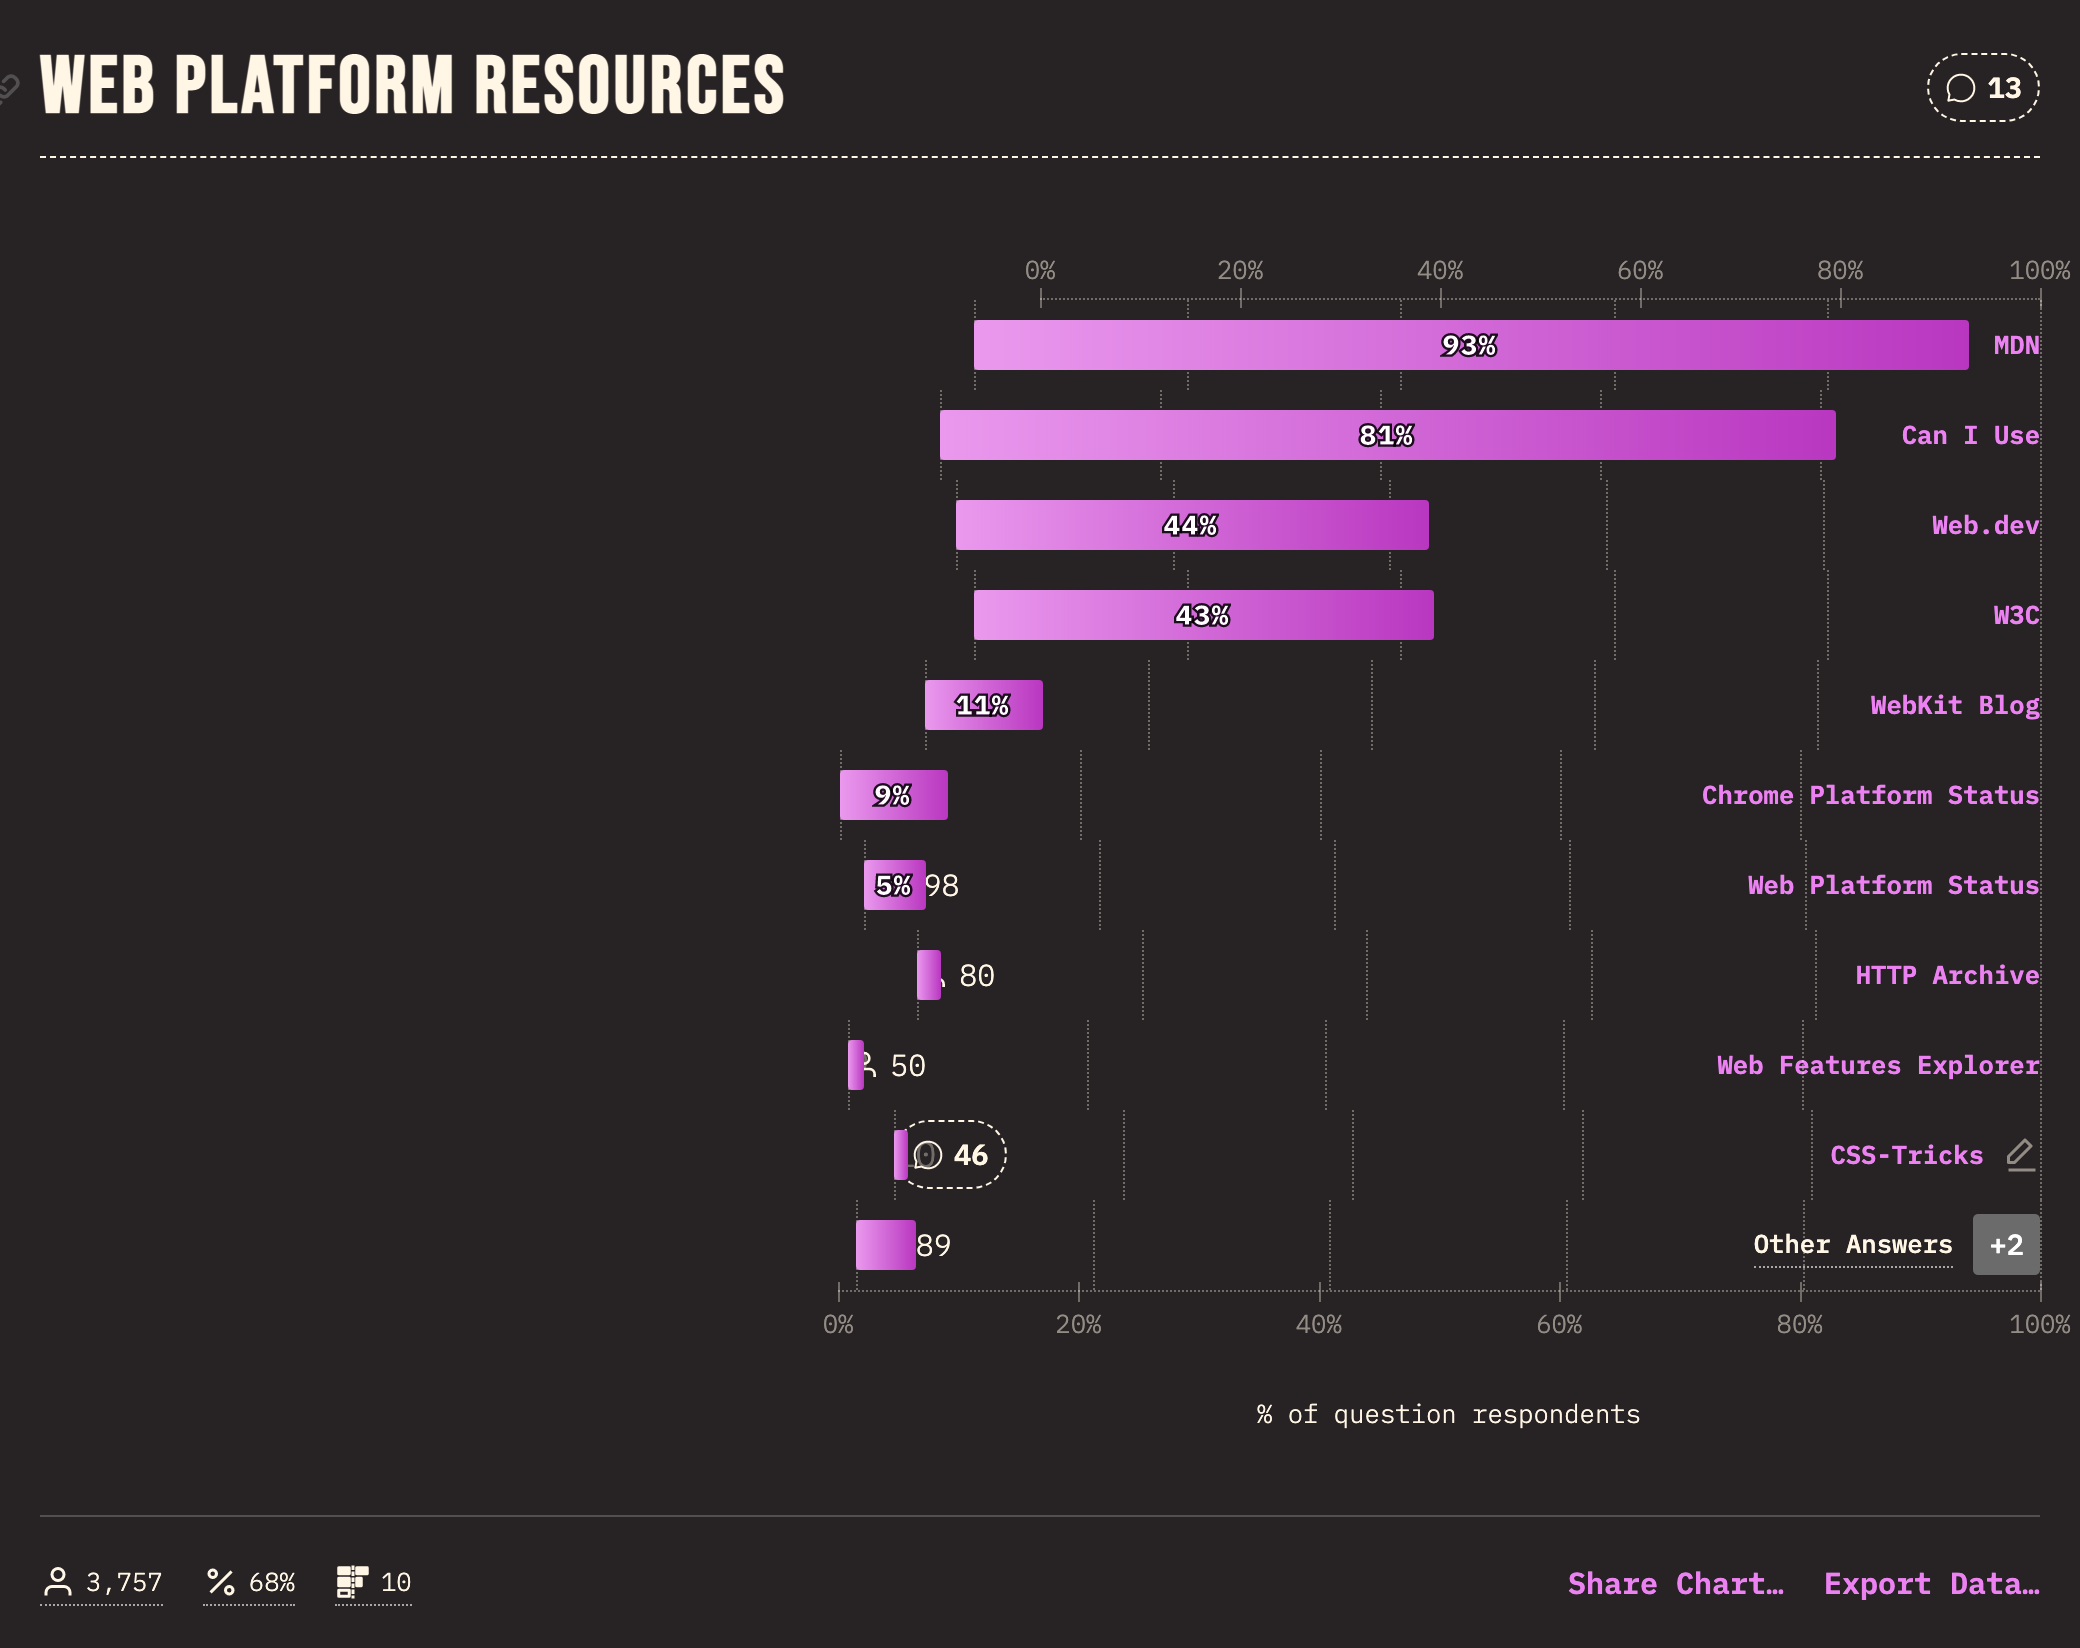 WEB PLATFORM RESOURCES
13
0% 20% 40% 60% 80% 100%
93% MDN
81% Can I Use
44% Web.dev
43% W3C
11% WebKit Blog
9% Chrome Platform Status
5% 98 Web Platform Status
80 HTTP Archive
50 Web Features Explorer
46 CSS-Tricks
89 Other Answers +2
0% 20% 40% 60% 80% 100%
% of question respondents
3,757 68% 10 Share Chart… Export Data…